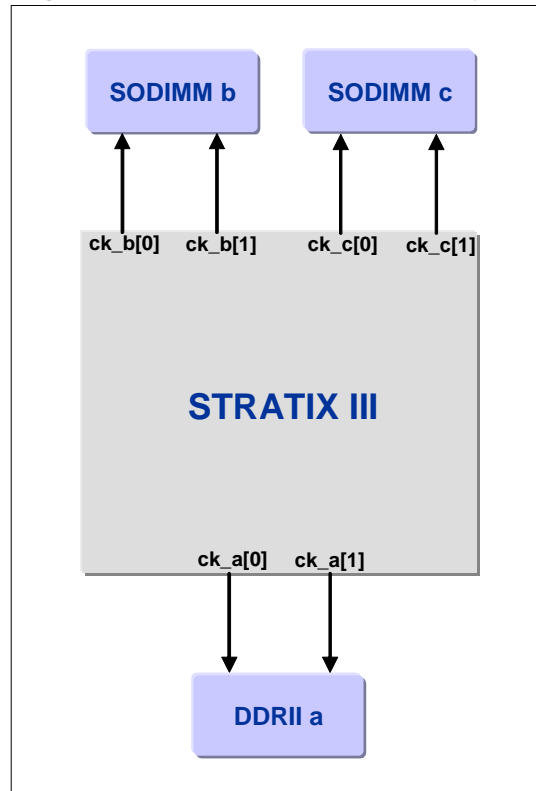 SODIMM b
SODIMM c
ck_b[0] ck_b[1] ck_c[0] ck_c[1]
STRATIX III
ck_a[0] ck_a[1]
DDRII a